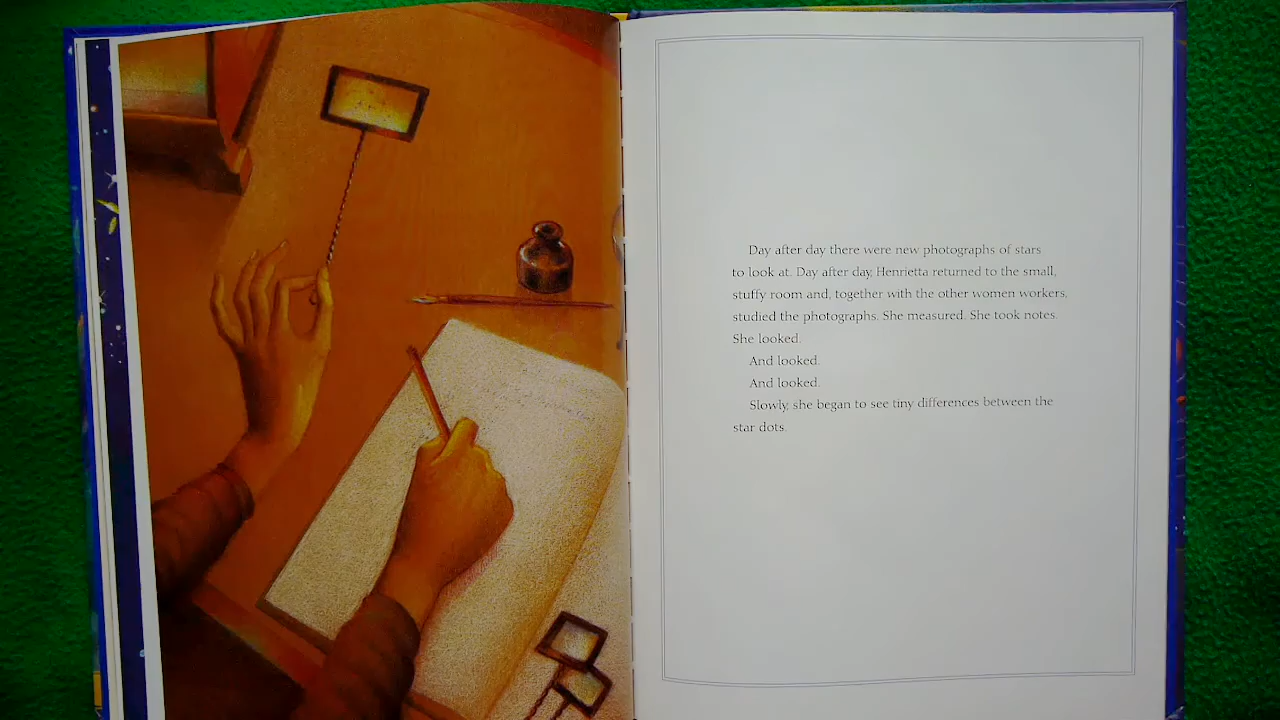 Day after day there were new photographs of stars
to look at. Day after day, Henrietta returned to the small,
stuffy room and, together with the other women workers,
studied the photographs. She measured. She took notes.
She looked.
And looked.
And looked.
Slowly, she began to see tiny differences between the
star dots.